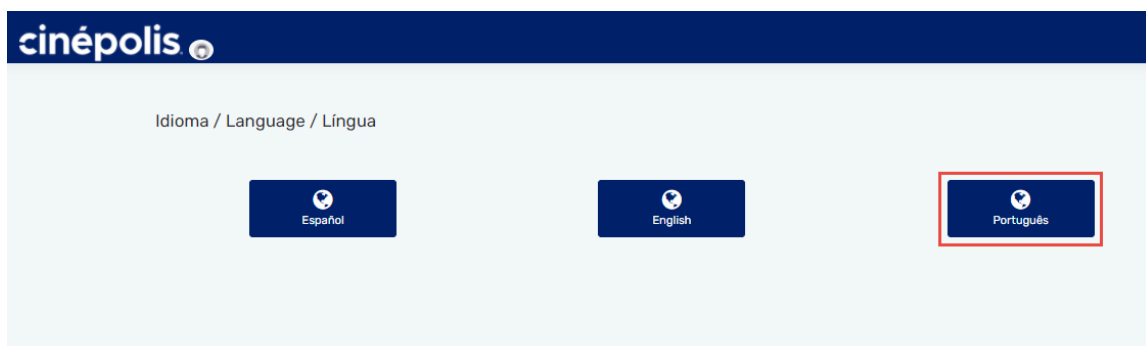 cinépolis
Idioma / Language / Língua
Español
English
Português